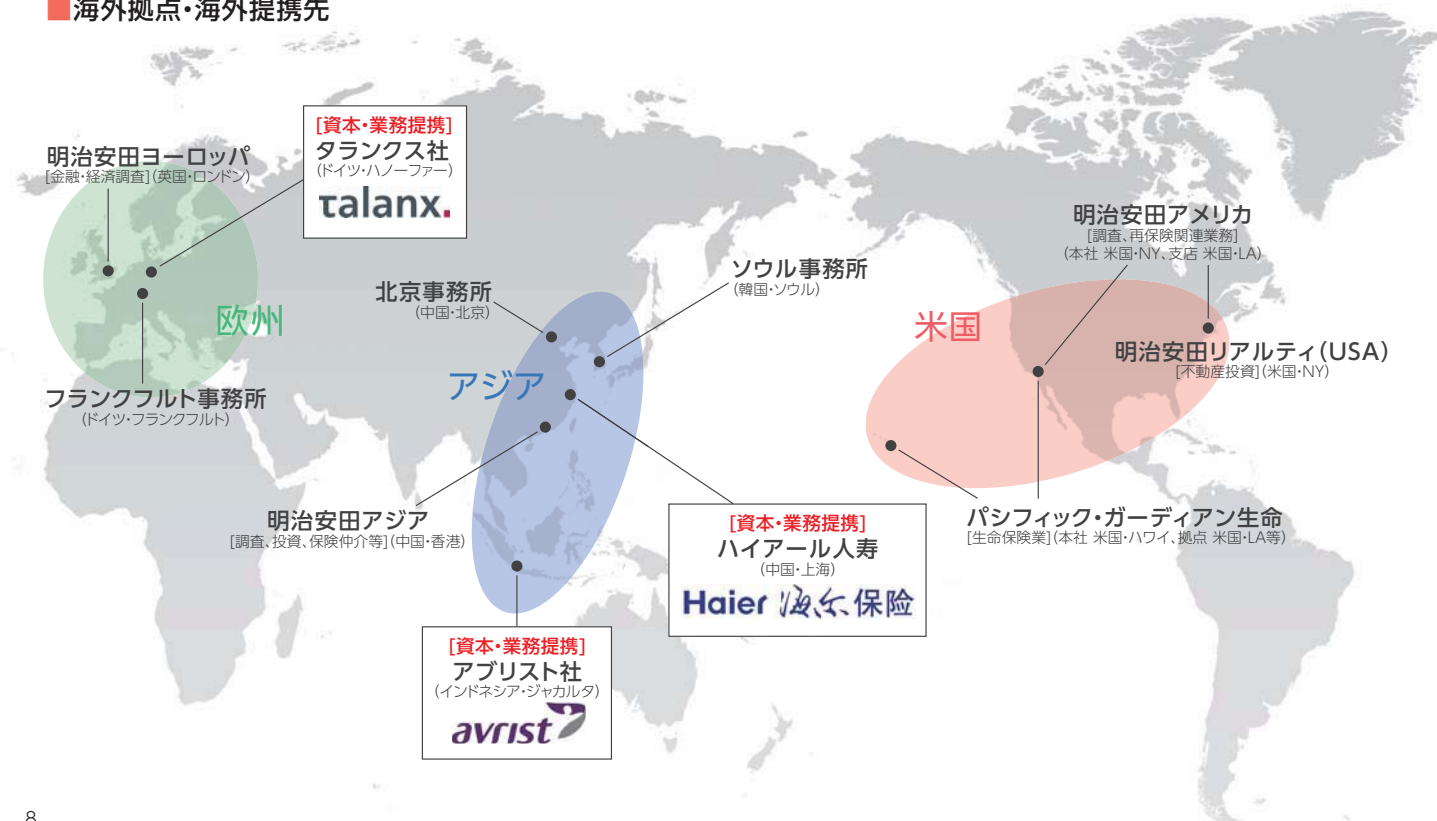 ■海外拠点・海外提携先
明治安田ヨーロッパ
[金融・経済調査](英国・ロンドン)
[資本・業務提携]
タランクス社
(ドイツ・ハノーファー)
talanx.
欧州
フランクフルト事務所
(ドイツ・フランクフルト)
北京事務所
(中国・北京)
ソウル事務所
(韓国・ソウル)
アジア
明治安田アジア
[調査、投資、保険仲介等](中国・香港)
[資本・業務提携]
ハイアール人寿
(中国・上海)
Haier 海尔保险
[資本・業務提携]
アブリスト社
(インドネシア・ジャカルタ)
avrist
明治安田アメリカ
[調査、再保険関連業務]
(本社 米国・NY、支店 米国・LA)
米国
明治安田リアルティ(USA)
[不動産投資](米国・NY)
パシフィック・ガーディアン生命
[生命保険業](本社 米国・ハワイ、拠点 米国・LA等)
8